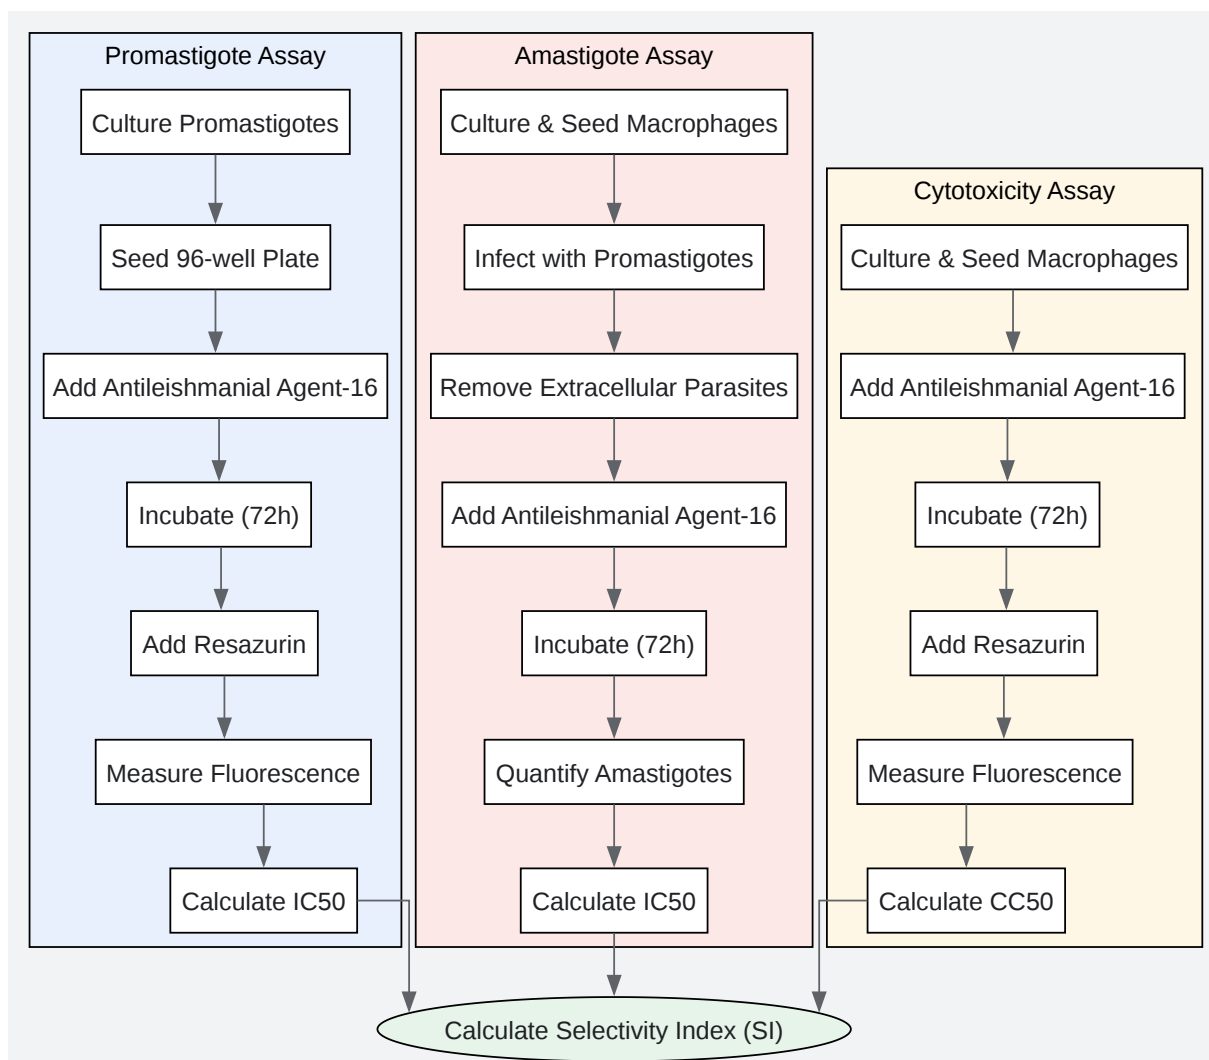 Promastigote Assay
Culture Promastigotes
Seed 96-well Plate
Add Antileishmanial Agent-16
Incubate (72h)
Add Resazurin
Measure Fluorescence
Calculate IC50
Amastigote Assay
Culture & Seed Macrophages
Infect with Promastigotes
Remove Extracellular Parasites
Add Antileishmanial Agent-16
Incubate (72h)
Quantify Amastigotes
Calculate IC50
Cytotoxicity Assay
Culture & Seed Macrophages
Add Antileishmanial Agent-16
Incubate (72h)
Add Resazurin
Measure Fluorescence
Calculate CC50
Calculate Selectivity Index (SI)